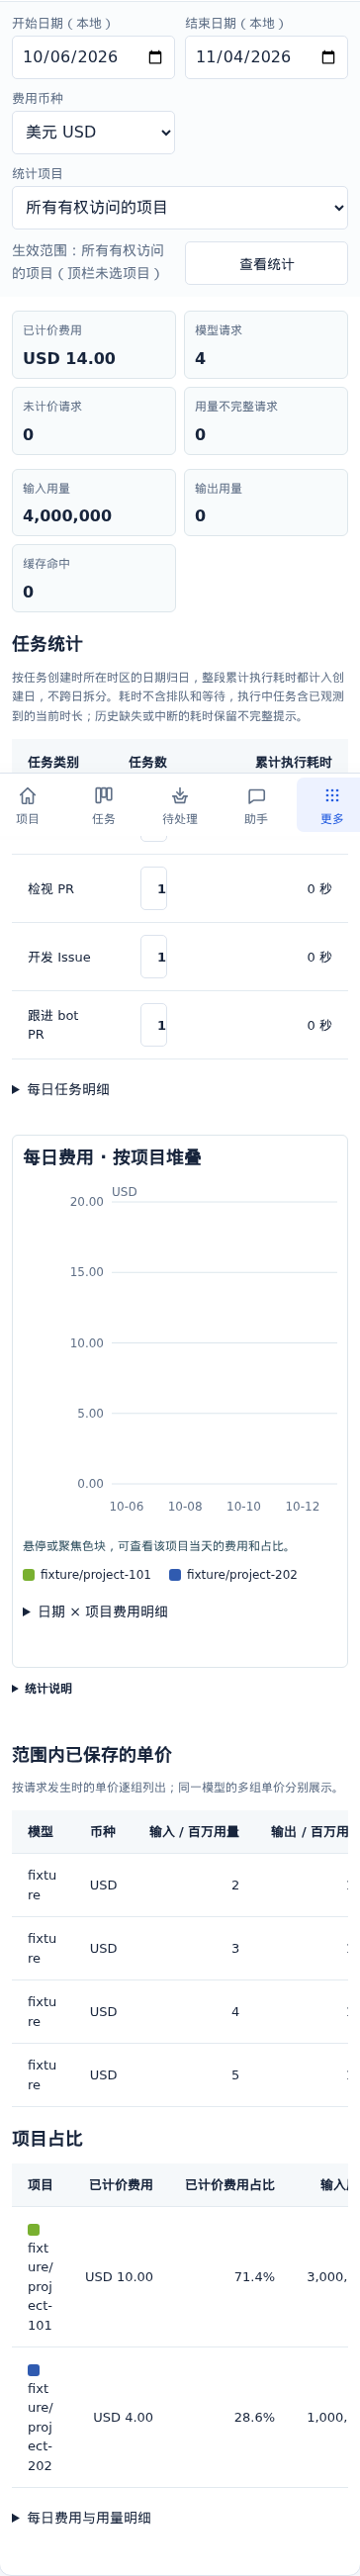 开始日期（本地） 结束日期（本地）
10/06/2026 11/04/2026
费用币种
美元 USD
统计项目
所有有权访问的项目
生效范围：所有有权访问的项目（顶栏未选项目） 查看统计
已计价费用 模型请求
USD 14.00 4
未计价请求 用量不完整请求
0 0
输入用量 输出用量
4,000,000 0
缓存命中
0
任务统计
按任务创建时所在时区的日期归日，整段累计执行耗时都计入创
建日，不跨日拆分。耗时不含排队和等待，执行中任务含已观测
到的当前时长；历史缺失或中断的耗时保留不完整提示。
任务类别 任务数 累计执行耗时
项目 任务 待处理 助手 更多
检视 PR 1 0 秒
开发 Issue 1 0 秒
跟进 bot
PR 1 0 秒
▶ 每日任务明细
每日费用 · 按项目堆叠
USD
20.00
15.00
10.00
5.00
0.00
10-06 10-08 10-10 10-12
悬停或聚焦色块，可查看该项目当天的费用和占比。
fixture/project-101 fixture/project-202
▶ 日期 × 项目费用明细
▶ 统计说明
范围内已保存的单价
按请求发生时的单价逐组列出；同一模型的多组单价分别展示。
模型 币种 输入 / 百万用量 输出 / 百万用
fixtu
re USD 2
fixtu
re USD 3
fixtu
re USD 4
fixtu
re USD 5
项目占比
项目 已计价费用 已计价费用占比 输入
fixt
ure/
proj
ect-
101 USD 10.00 71.4% 3,000,
fixt
ure/
proj
ect-
202 USD 4.00 28.6% 1,000,
▶ 每日费用与用量明细